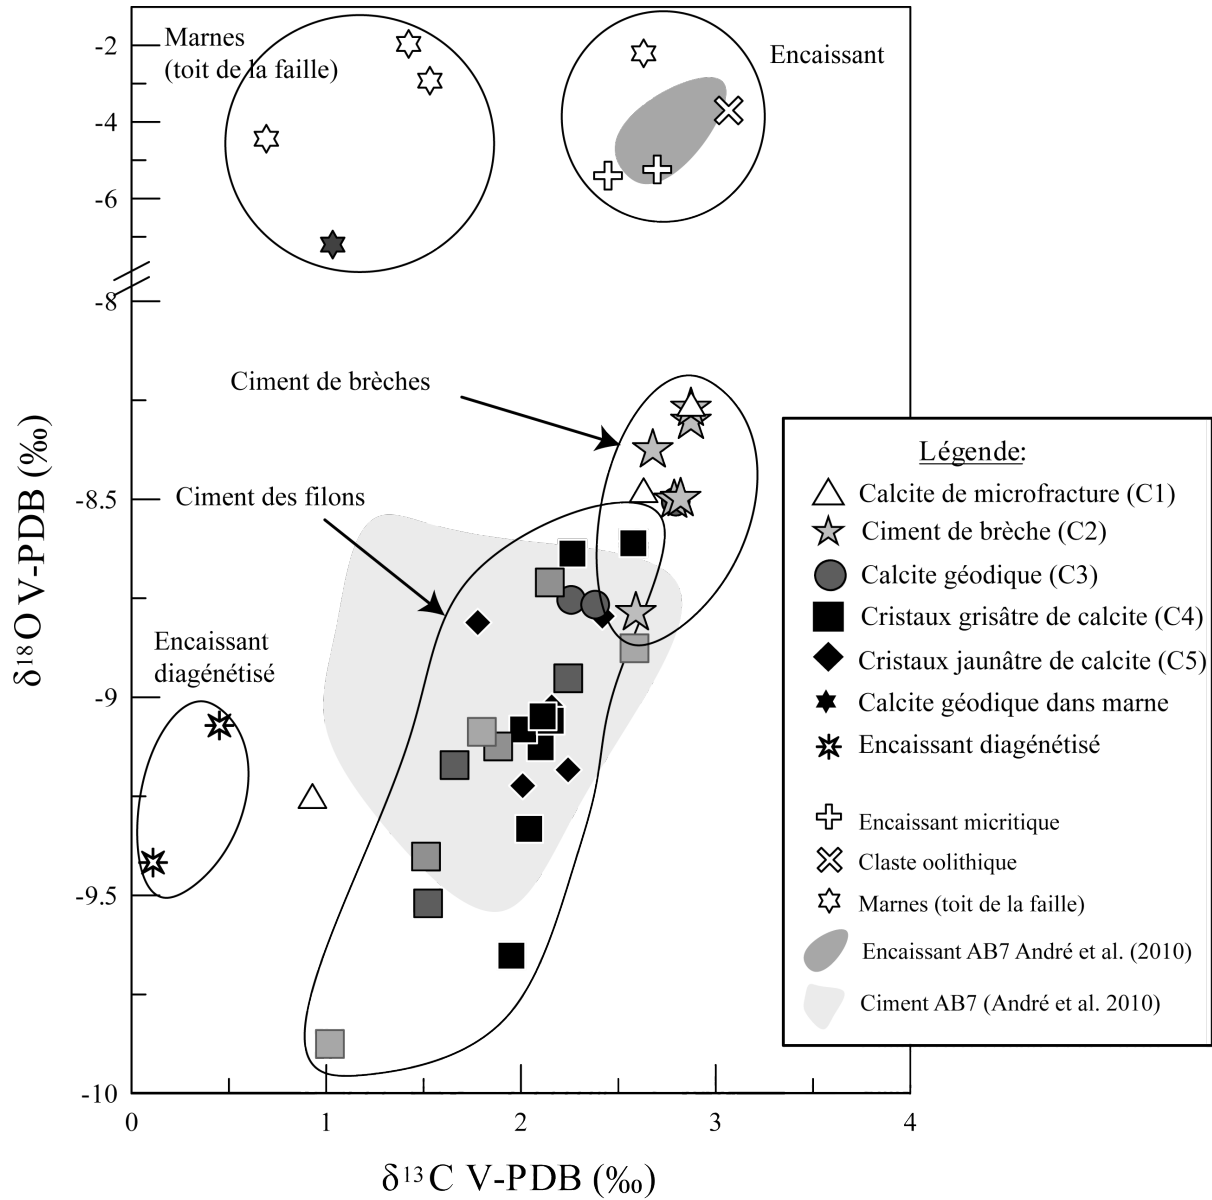 Marnes
(toit de la faille)
Encaissant
-2
-4
-6
-8
-8.5
-9
-9.5
-10
δ18O V-PDB (‰)
Ciment de brèches
Ciment des filons
Encaissant
diagénétisé
0
1
2
3
4
δ13C V-PDB (‰)
Légende:
Calcite de microfracture (C1)
Ciment de brèche (C2)
Calcite géodique (C3)
Cristaux grisâtre de calcite (C4)
Cristaux jaunâtre de calcite (C5)
Calcite géodique dans marne
Encaissant diagénétisé
Encaissant micritique
Claste oolithique
Marnes (toit de la faille)
Encaissant AB7 André et al. (2010)
Ciment AB7 (André et al. 2010)